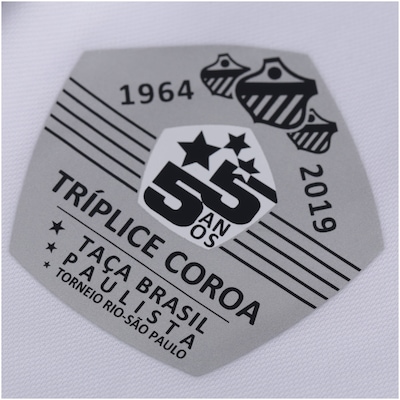 1964
2019
55
ANOS
TRÍPLICE COROA
TAÇA BRASIL
PAULISTA
TORNEIO RIO-SÃO PAULO